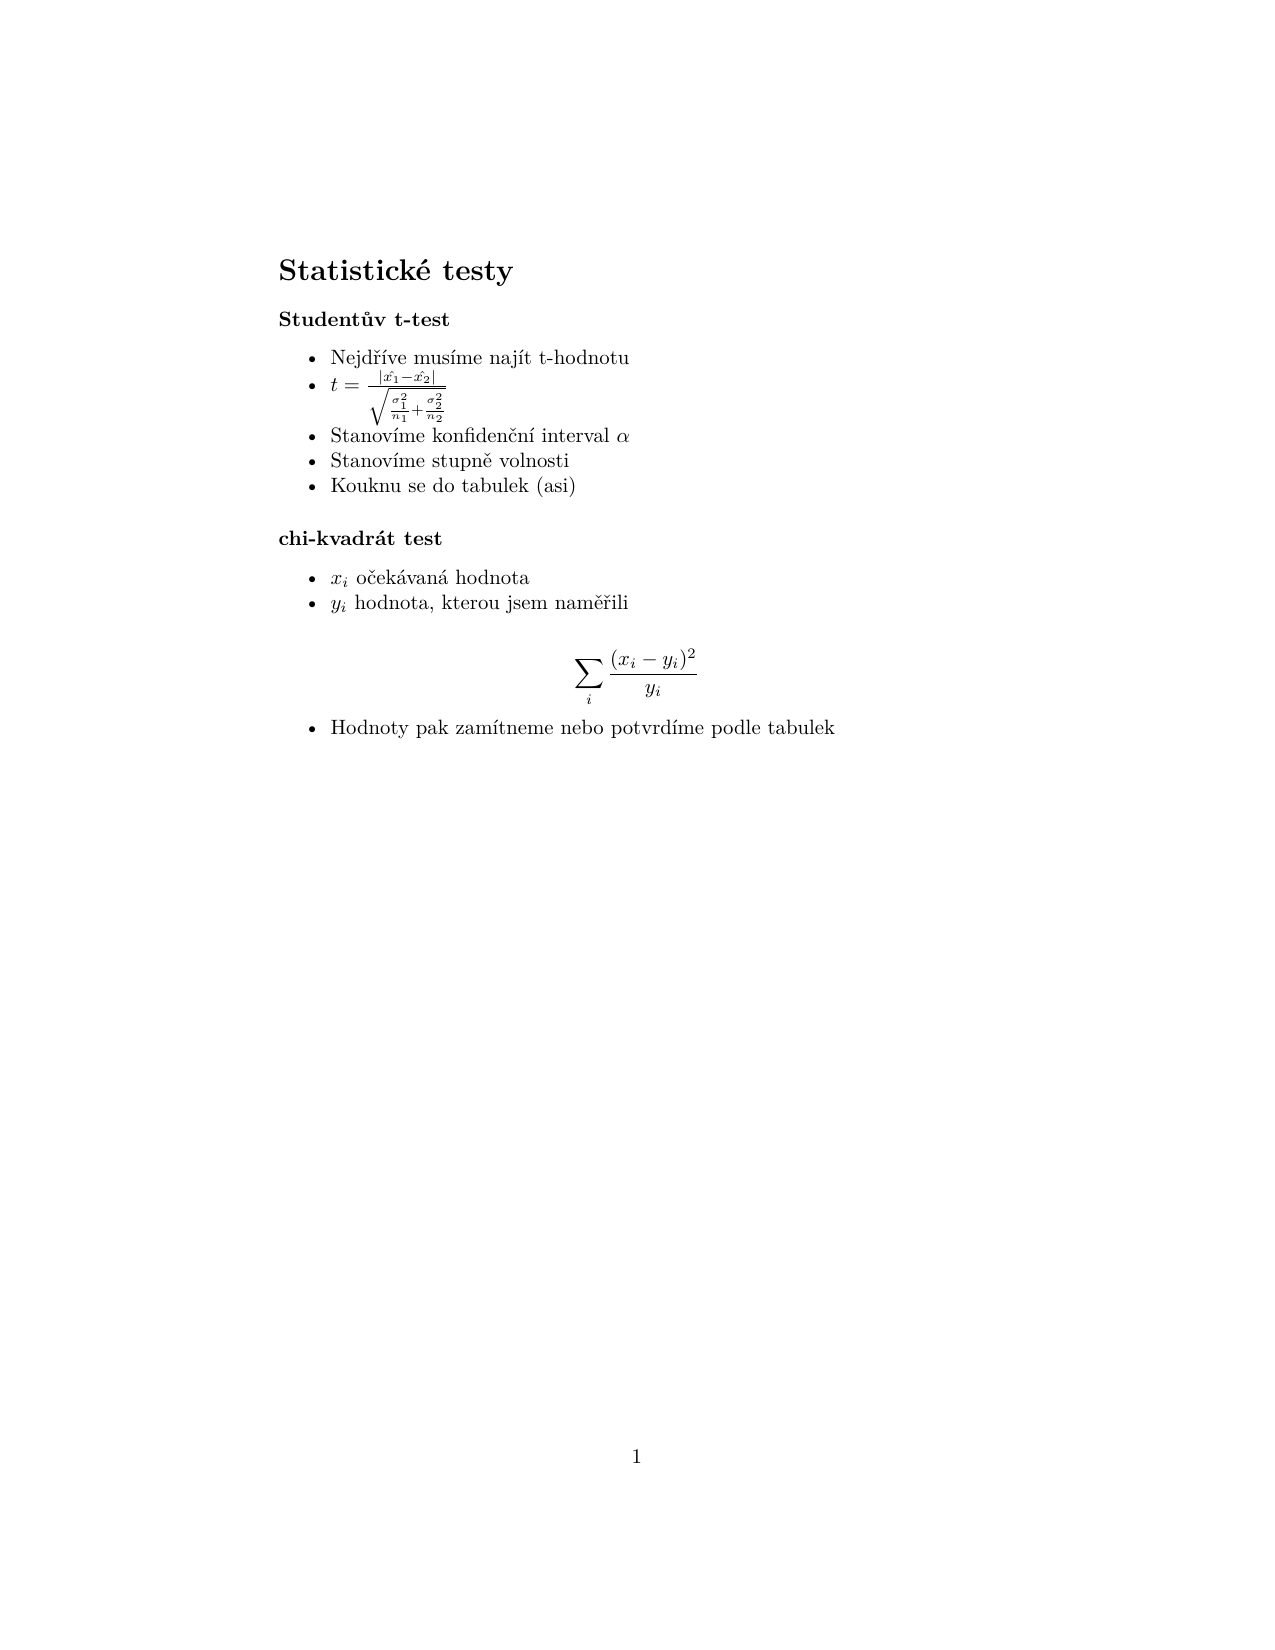 Statistické testy
Studentův t-test
• Nejdříve musíme najít t-hodnotu
• $t = \frac{|\hat{x_1} - \hat{x_2}|}{\sqrt{\frac{\sigma_1^2}{n_1} + \frac{\sigma_2^2}{n_2}}}$
• Stanovíme konfidenční interval α
• Stanovíme stupně volnosti
• Kouknu se do tabulek (asi)
chi-kvadrát test
• $x_i$ očekávaná hodnota
• $y_i$ hodnota, kterou jsem naměřili
$\sum_i \frac{(x_i - y_i)^2}{y_i}$
• Hodnoty pak zamítneme nebo potvrdíme podle tabulek
1